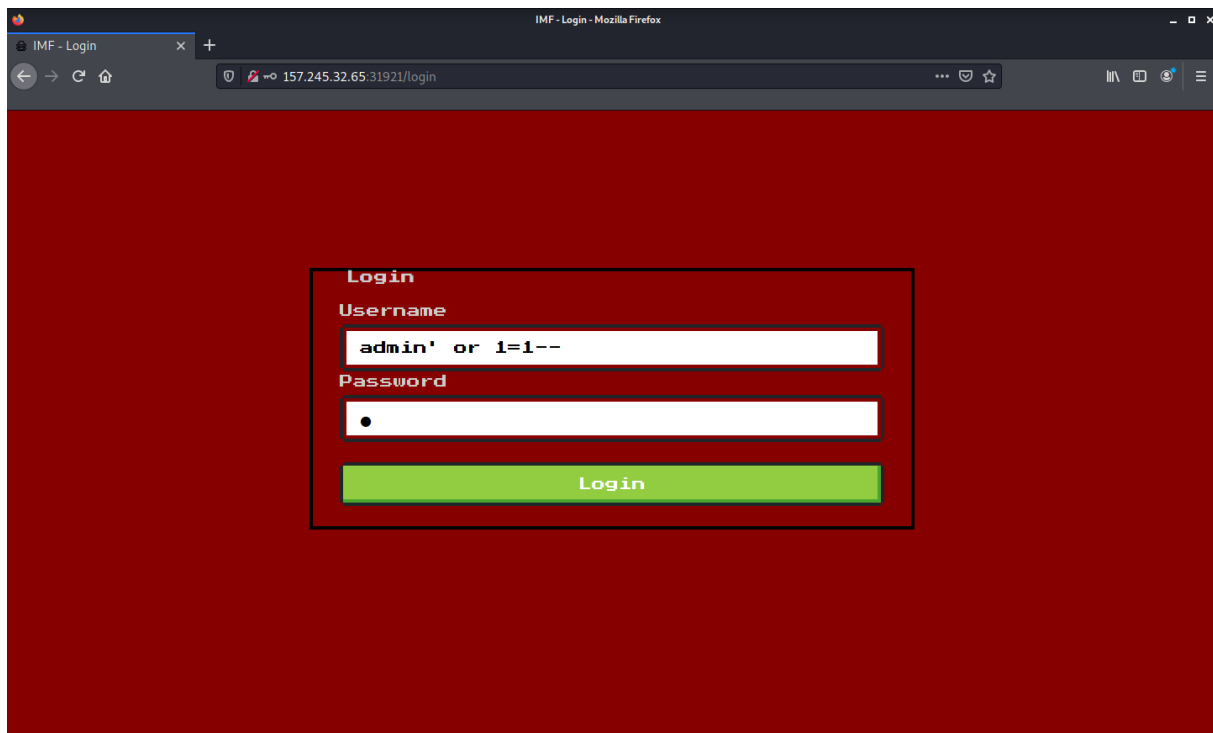 IMF - Login - Mozilla Firefox
IMF - Login
157.245.32.65:31921/login
Login
Username
admin' or 1=1--
Password
Login